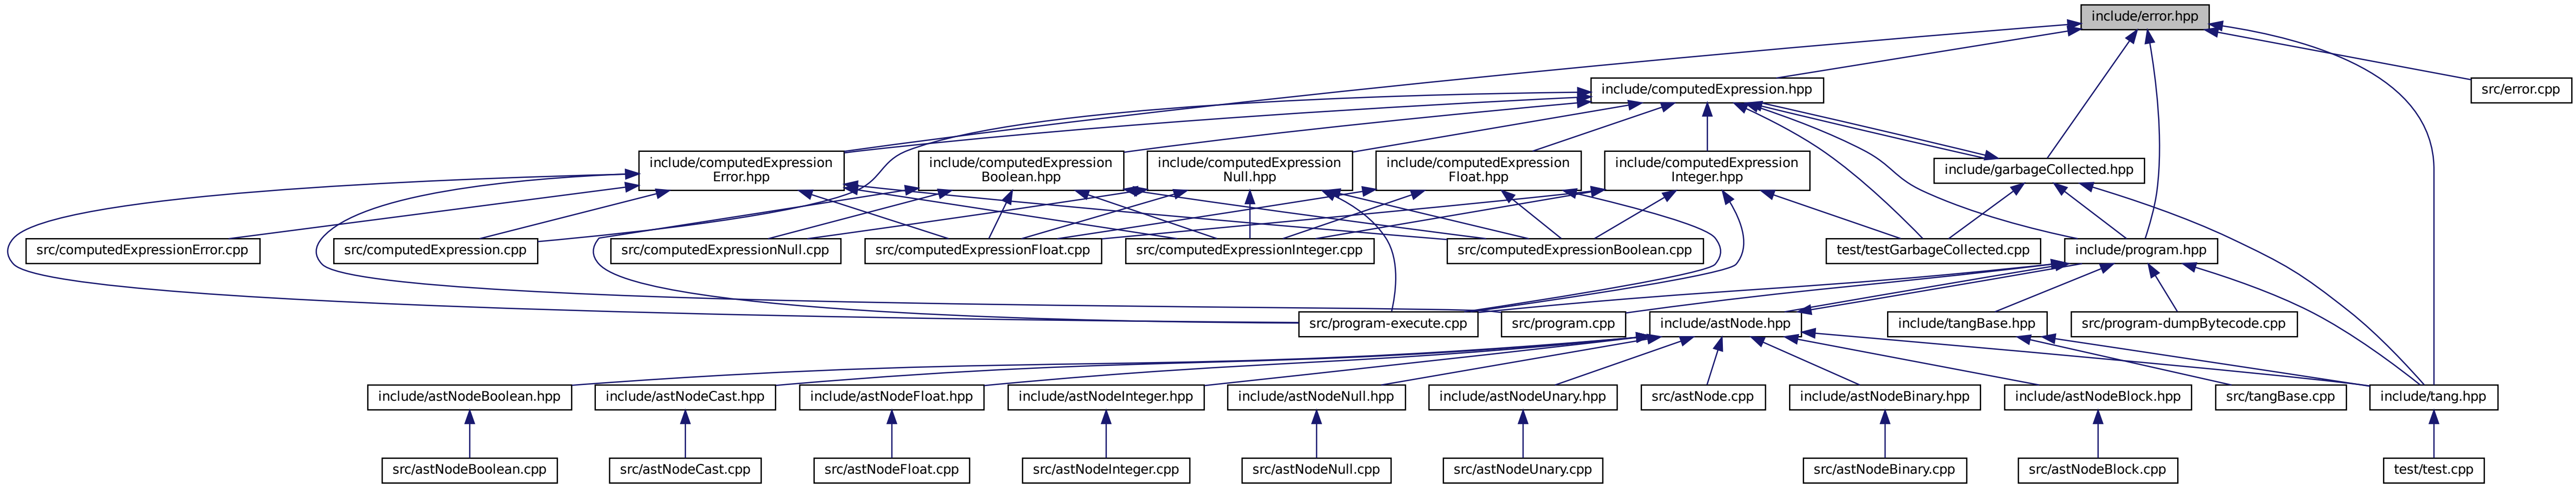 include/error.hpp
include/computedExpression.hpp
src/error.cpp
include/computedExpression
Error.hpp
include/computedExpression
Boolean.hpp
include/computedExpression
Null.hpp
include/computedExpression
Float.hpp
include/computedExpression
Integer.hpp
include/garbageCollected.hpp
src/computedExpressionError.cpp
src/computedExpression.cpp
src/computedExpressionNull.cpp
src/computedExpressionFloat.cpp
src/computedExpressionInteger.cpp
src/computedExpressionBoolean.cpp
test/testGarbageCollected.cpp
include/program.hpp
src/program-execute.cpp
src/program.cpp
include/astNode.hpp
include/tangBase.hpp
src/program-dumpBytecode.cpp
include/astNodeBoolean.hpp
include/astNodeCast.hpp
include/astNodeFloat.hpp
include/astNodeInteger.hpp
include/astNodeNull.hpp
include/astNodeUnary.hpp
src/astNode.cpp
include/astNodeBinary.hpp
include/astNodeBlock.hpp
src/tangBase.cpp
include/tang.hpp
src/astNodeBoolean.cpp
src/astNodeCast.cpp
src/astNodeFloat.cpp
src/astNodeInteger.cpp
src/astNodeNull.cpp
src/astNodeUnary.cpp
src/astNodeBinary.cpp
src/astNodeBlock.cpp
test/test.cpp